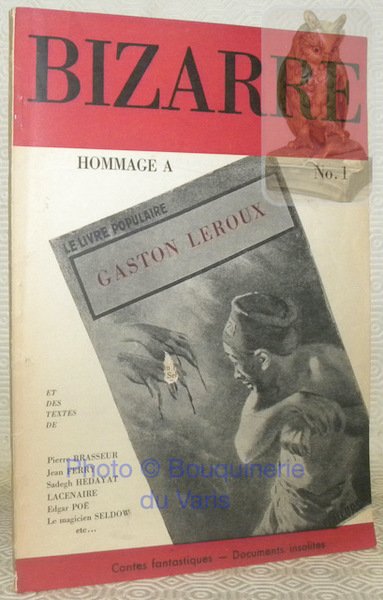 BIZARRE
HOMMAGE A
No. 1
LE LIVRE POPULAIRE
GASTON LEROUX
ET
DES
TEXTES
DE
Pierre BRASSEUR
Jean FERRY
Sadegh HEDAYAT
LACENAIRE
Edgar POE
Le magicien SELDOW
etc...
Photo © Bouquinerie
du Varis
Contes fantastiques — Documents insolites